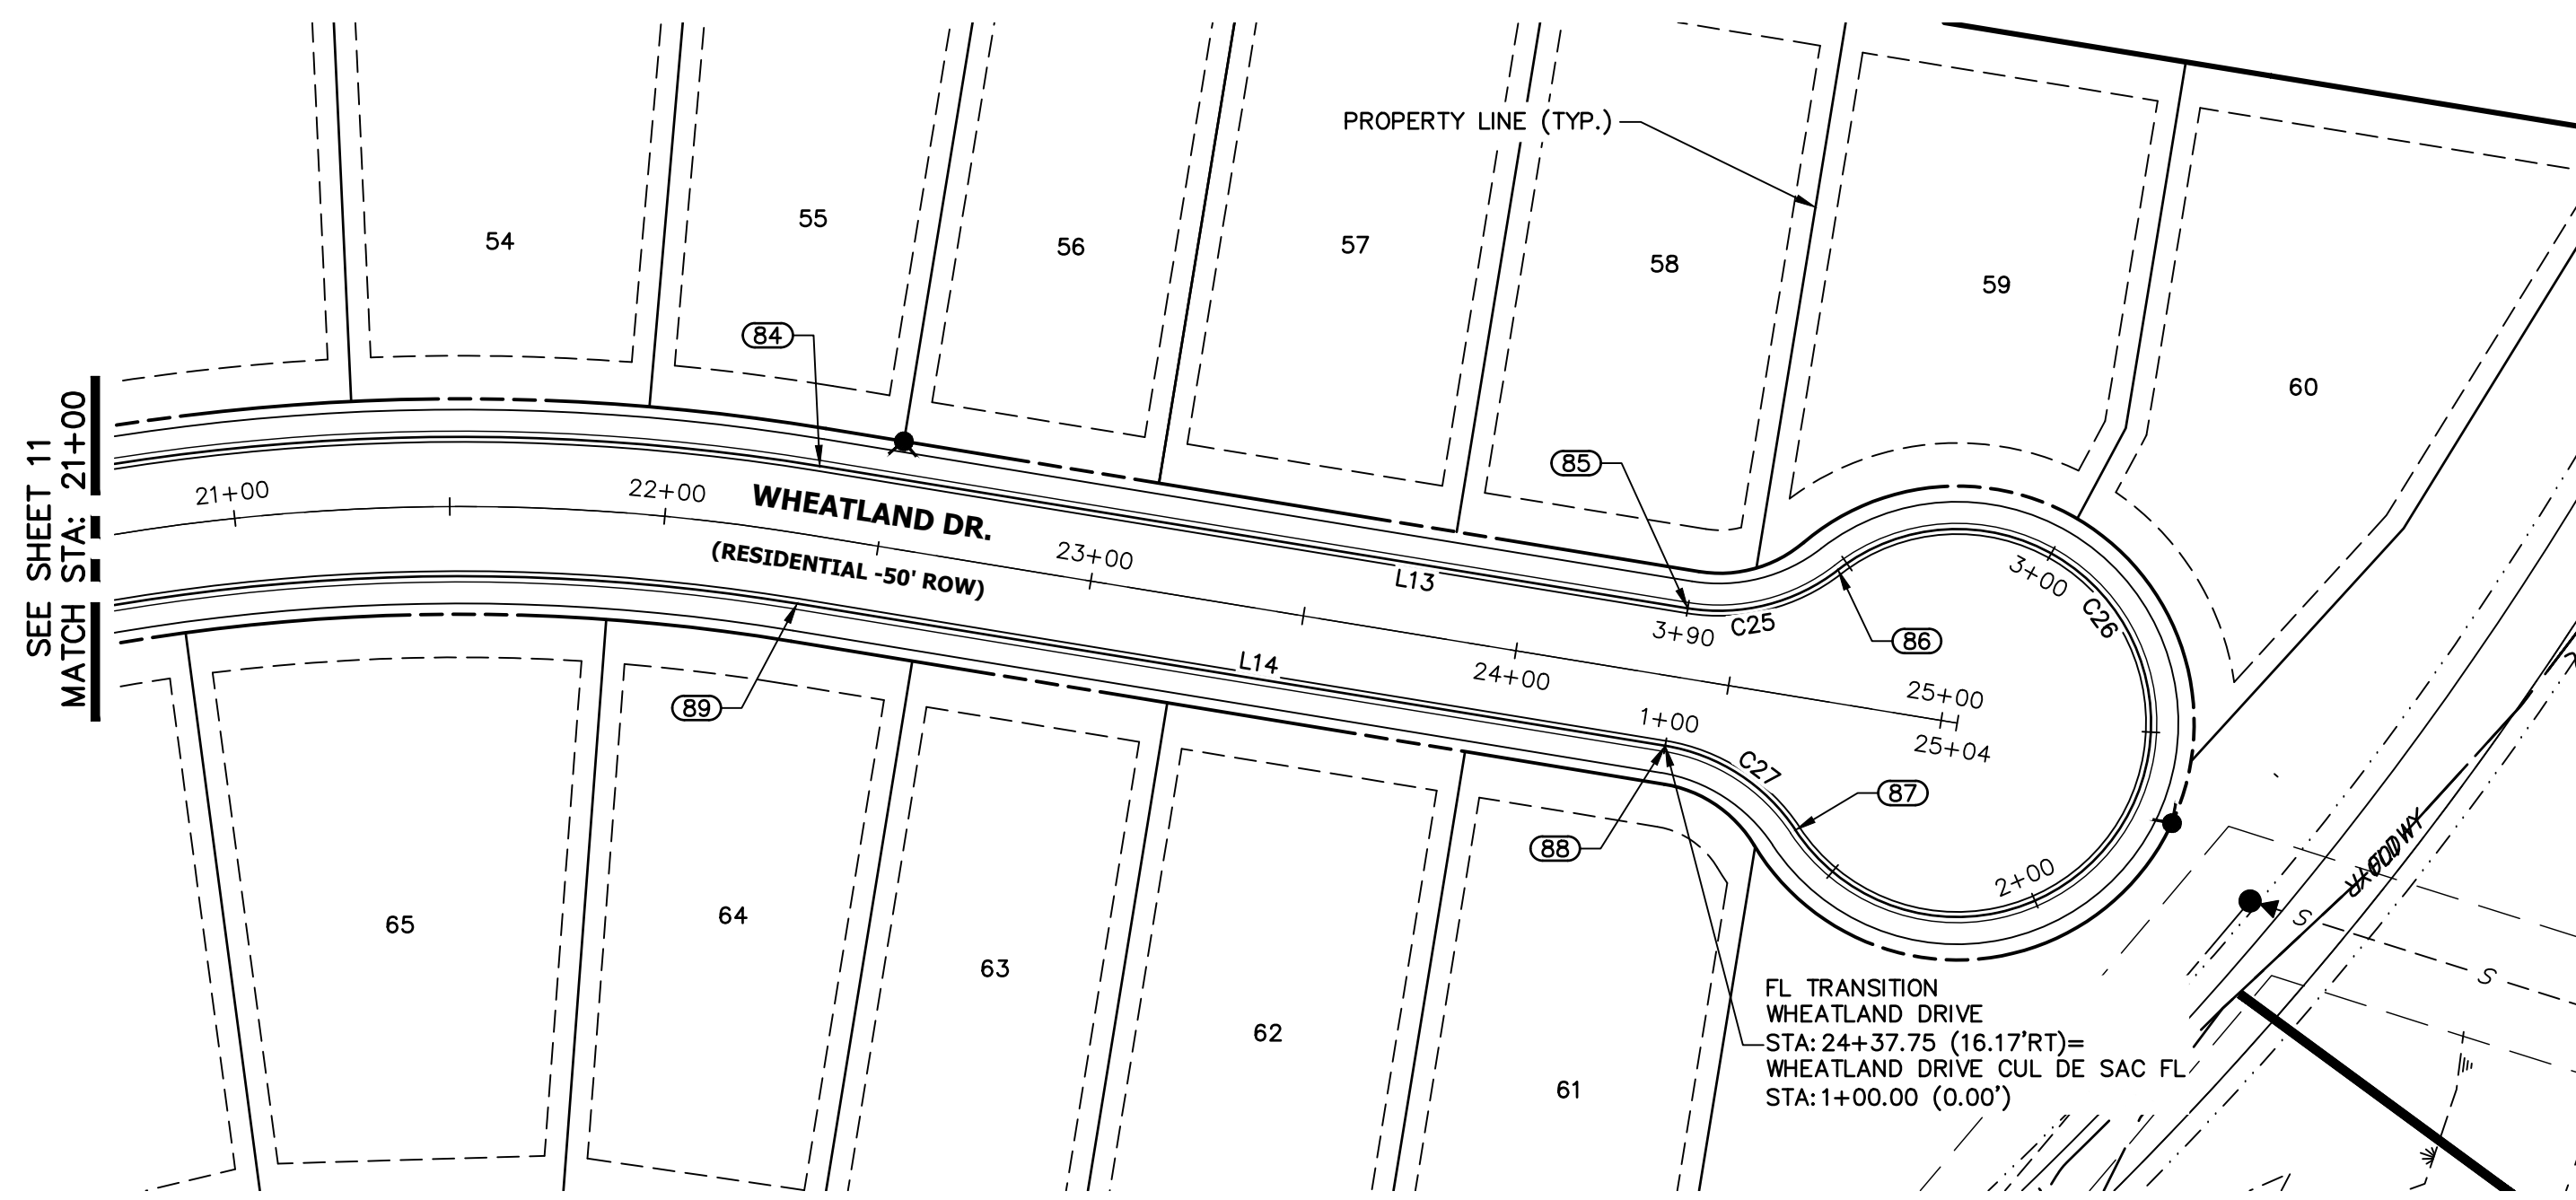 PROPERTY LINE (TYP.)
54
55
56
57
58
59
60
84
85
SEE SHEET 11
MATCH STA: 21+00
21+00
22+00
WHEATLAND DR.
(RESIDENTIAL -50' ROW)
23+00
L13
3+90
C25
86
3+00
C26
L14
24+00
25+00
25+04
89
1+00
C27
87
88
2+00
65
64
63
62
61
S
S
FL TRANSITION
WHEATLAND DRIVE
STA:24+37.75 (16.17'RT)=
WHEATLAND DRIVE CUL DE SAC FL
STA:1+00.00 (0.00')